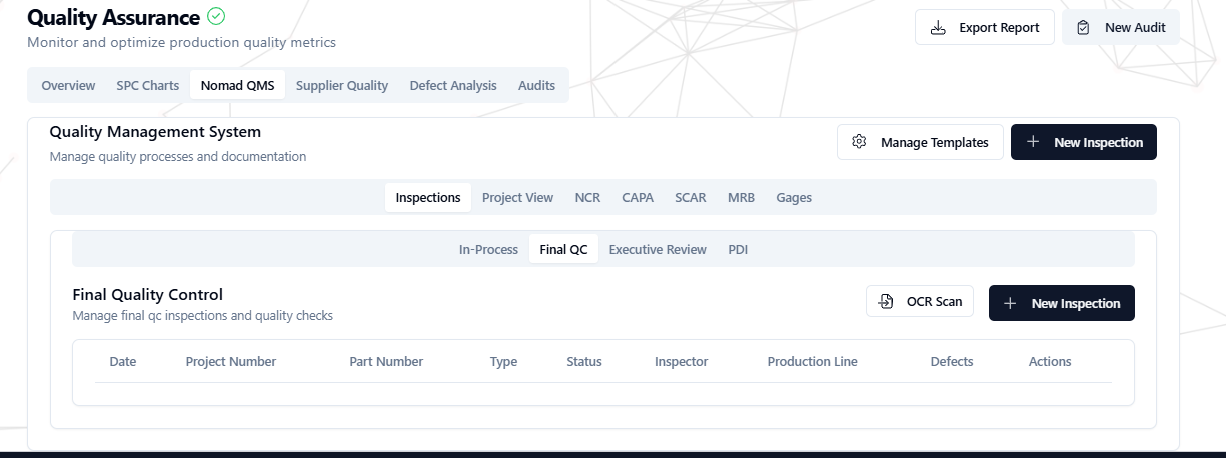 Quality Assurance
Monitor and optimize production quality metrics
Export Report
New Audit
Overview SPC Charts Nomad QMS Supplier Quality Defect Analysis Audits
Quality Management System
Manage quality processes and documentation
Manage Templates
New Inspection
Inspections Project View NCR CAPA SCAR MRB Gages
In-Process Final QC Executive Review PDI
Final Quality Control
Manage final qc inspections and quality checks
OCR Scan
New Inspection
Date Project Number Part Number Type Status Inspector Production Line Defects Actions